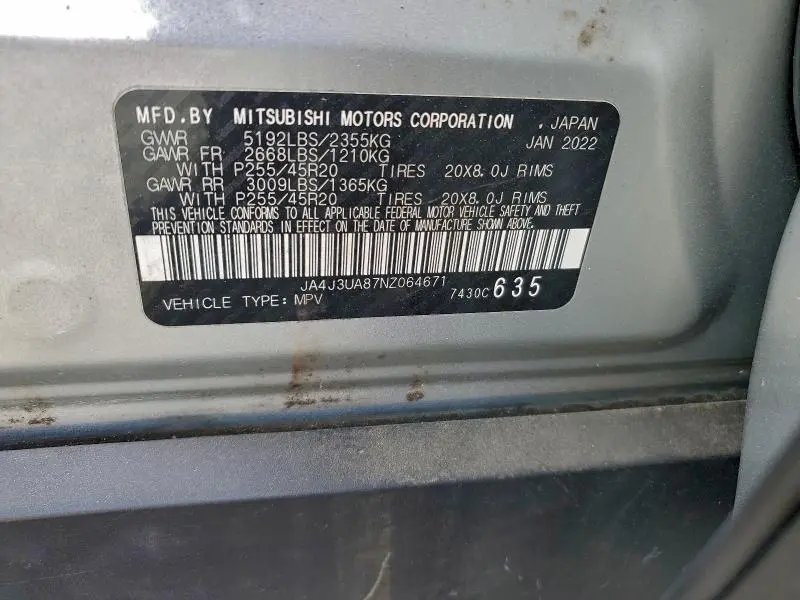 MFD.BY MITSUBISHI MOTORS CORPORATION . JAPAN
GVWR 5192LBS/2355KG JAN 2022
GAWR FR 2668LBS/1210KG
WITH P255/45R20 TIRES 20X8.0J RIMS
GAWR RR 3009LBS/1365KG
WITH P255/45R20 TIRES 20X8.0J RIMS
THIS VEHICLE CONFORMS TO ALL APPLICABLE FEDERAL MOTOR VEHICLE SAFETY AND THEFT
PREVENTION STANDARDS IN EFFECT ON THE DATE OF MANUFACTURE SHOWN ABOVE.
JA4J3UA87NZ064671
VEHICLE TYPE: MPV 7430C 635